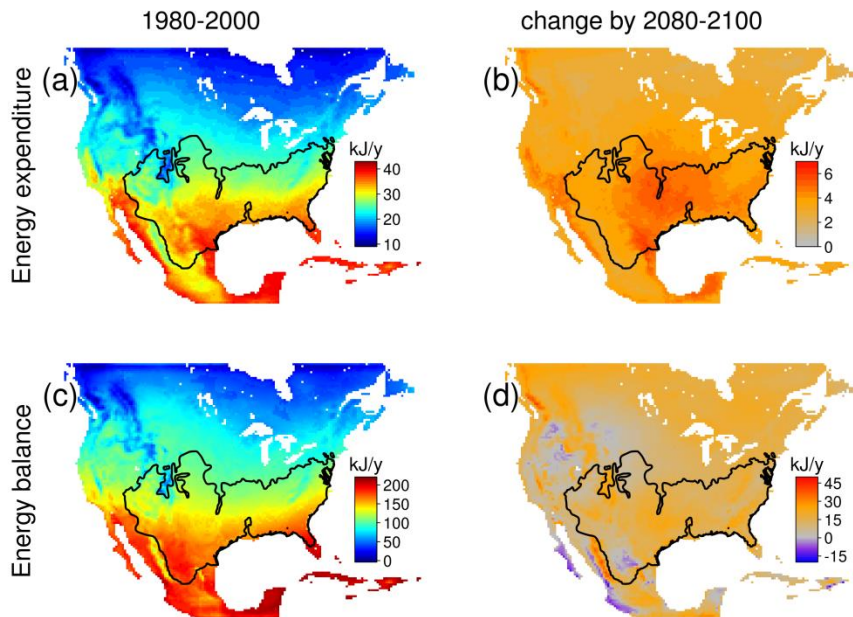 1980-2000
change by 2080-2100
Energy expenditure
(a)
kJ/y
40
30
20
10
(b)
kJ/y
6
4
2
0
Energy balance
(c)
kJ/y
200
150
100
50
0
(d)
kJ/y
45
30
15
0
-15